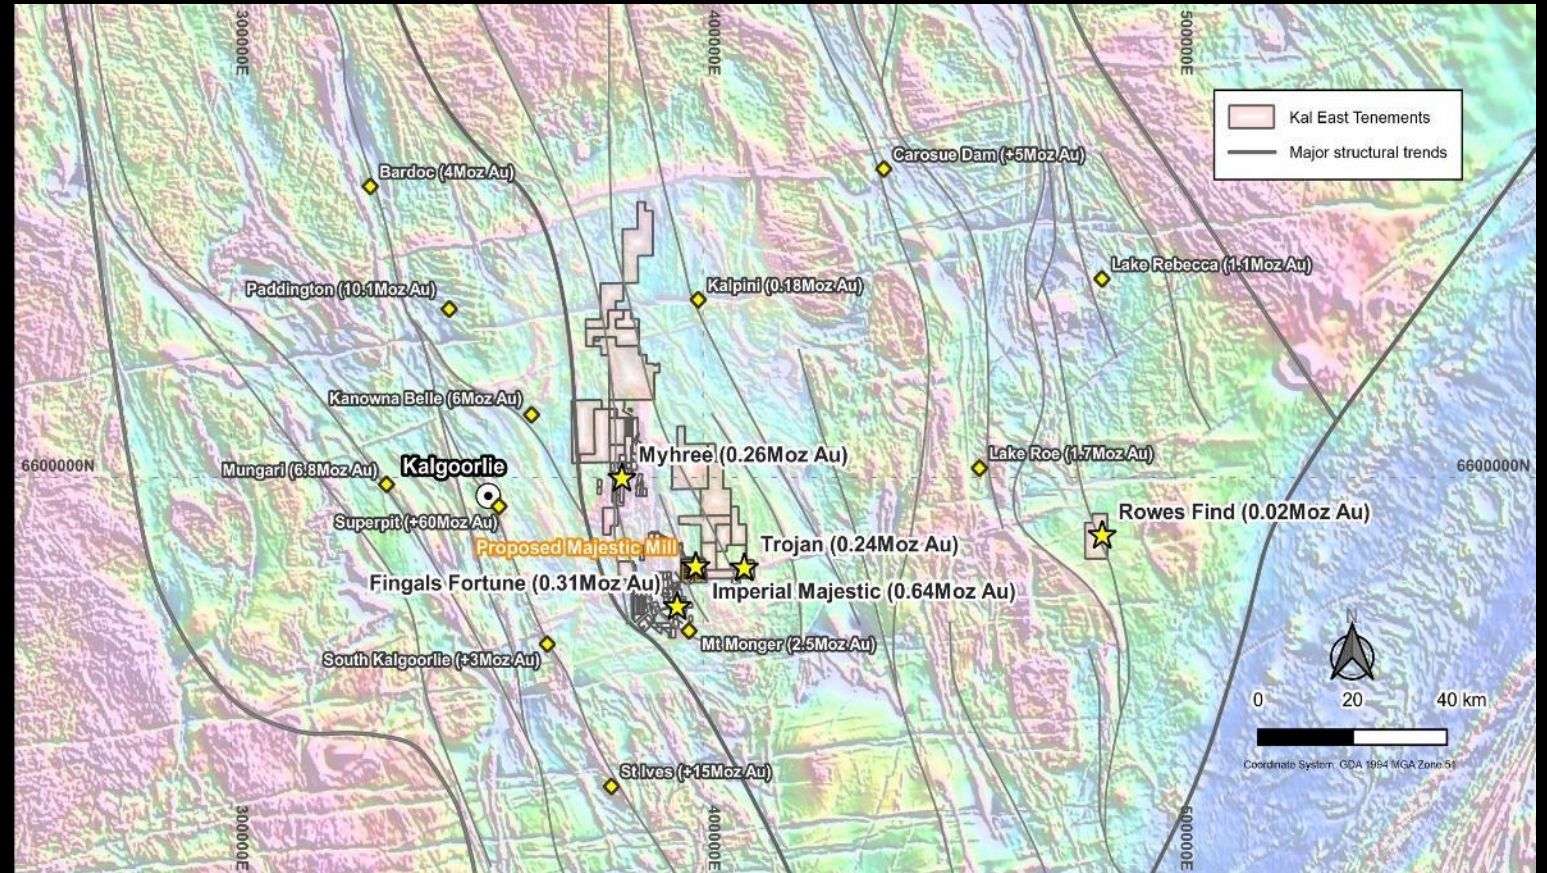 300000E
400000E
500000E
Kal East Tenements
Major structural trends
Carosue Dam (+5Moz Au)
Bardoc (4Moz Au)
Lake Rebecca (1.1Moz Au)
Kalpini (0.18Moz Au)
Paddington (10.1Moz Au)
Kanowna Belle (6Moz Au)
Myhree (0.26Moz Au)
Lake Roe (1.7Moz Au)
6600000N
6600000N
Kalgoorlie
Mungari (6.8Moz Au)
Rowes Find (0.02Moz Au)
Superpit (+60Moz Au)
Proposed Majestic Mill
Trojan (0.24Moz Au)
Fingals Fortune (0.31Moz Au)
Imperial Majestic (0.64Moz Au)
N
Mt Monger (2.5Moz Au)
South Kalgoorlie (+3Moz Au)
0 20 40 km
Coordinate System: GDA 1994 MGA Zone 51
St Ives (+15Moz Au)
300000E
400000E
500000E